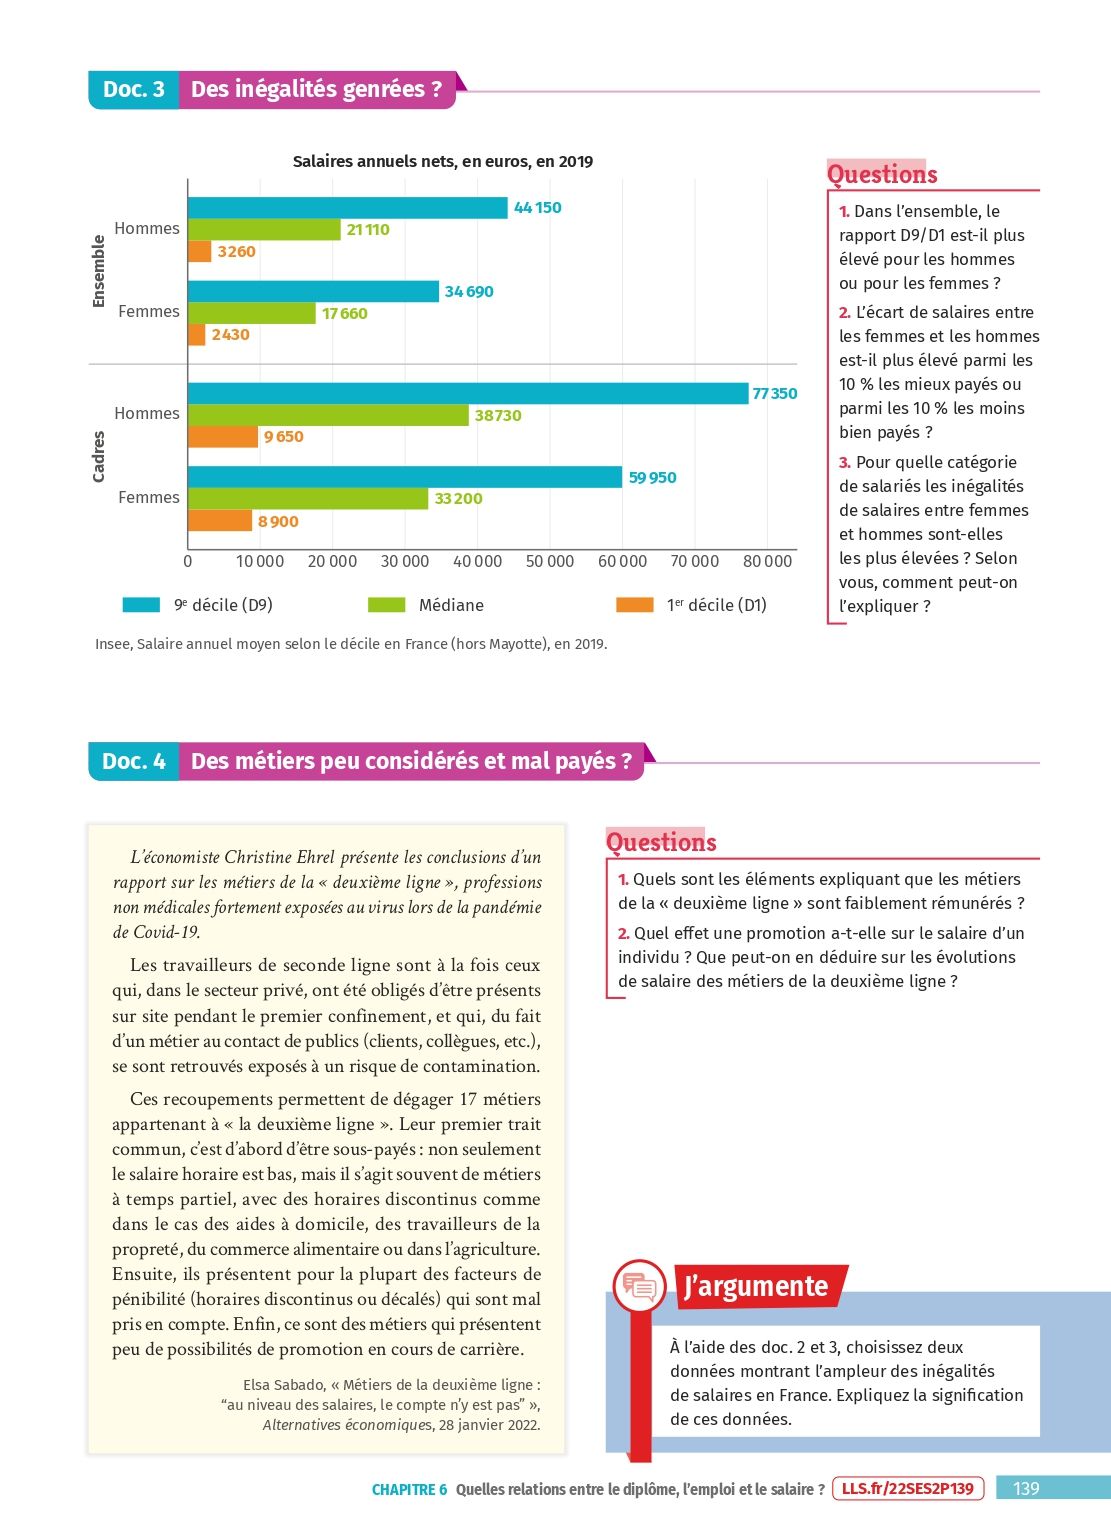 Doc. 3 Des inégalités genrées ?
Salaires annuels nets, en euros, en 2019
Ensemble
Hommes
44 150
21 110
3 260
Femmes
34 690
17 660
2 430
Cadres
Hommes
77 350
38 730
9 650
Femmes
59 950
33 200
8 900
0 10 000 20 000 30 000 40 000 50 000 60 000 70 000 80 000
9e décile (D9) Médiane 1er décile (D1)
Insee, Salaire annuel moyen selon le décile en France (hors Mayotte), en 2019.
Questions
1. Dans l’ensemble, le
rapport D9/D1 est-il plus
élevé pour les hommes
ou pour les femmes ?
2. L’écart de salaires entre
les femmes et les hommes
est-il plus élevé parmi les
10 % les mieux payés ou
parmi les 10 % les moins
bien payés ?
3. Pour quelle catégorie
de salariés les inégalités
de salaires entre femmes
et hommes sont-elles
les plus élevées ? Selon
vous, comment peut-on
l’expliquer ?
Doc. 4 Des métiers peu considérés et mal payés ?
L’économiste Christine Ehrel présente les conclusions d’un
rapport sur les métiers de la « deuxième ligne », professions
non médicales fortement exposées au virus lors de la pandémie
de Covid-19.
Les travailleurs de seconde ligne sont à la fois ceux
qui, dans le secteur privé, ont été obligés d’être présents
sur site pendant le premier confinement, et qui, du fait
d’un métier au contact de publics (clients, collègues, etc.),
se sont retrouvés exposés à un risque de contamination.
Ces recoupements permettent de dégager 17 métiers
appartenant à « la deuxième ligne ». Leur premier trait
commun, c’est d’abord d’être sous-payés : non seulement
le salaire horaire est bas, mais il s’agit souvent de métiers
à temps partiel, avec des horaires discontinus comme
dans le cas des aides à domicile, des travailleurs de la
propreté, du commerce alimentaire ou dans l’agriculture.
Ensuite, ils présentent pour la plupart des facteurs de
pénibilité (horaires discontinus ou décalés) qui sont mal
pris en compte. Enfin, ce sont des métiers qui présentent
peu de possibilités de promotion en cours de carrière.
Elsa Sabado, « Métiers de la deuxième ligne :
“au niveau des salaires, le compte n’y est pas” »,
Alternatives économiques, 28 janvier 2022.
Questions
1. Quels sont les éléments expliquant que les métiers
de la « deuxième ligne » sont faiblement rémunérés ?
2. Quel effet une promotion a-t-elle sur le salaire d’un
individu ? Que peut-on en déduire sur les évolutions
de salaire des métiers de la deuxième ligne ?
J’argumente
À l’aide des doc. 2 et 3, choisissez deux
données montrant l’ampleur des inégalités
de salaires en France. Expliquez la signification
de ces données.
CHAPITRE 6 Quelles relations entre le diplôme, l’emploi et le salaire ? LLS.fr/22SES2P139 139